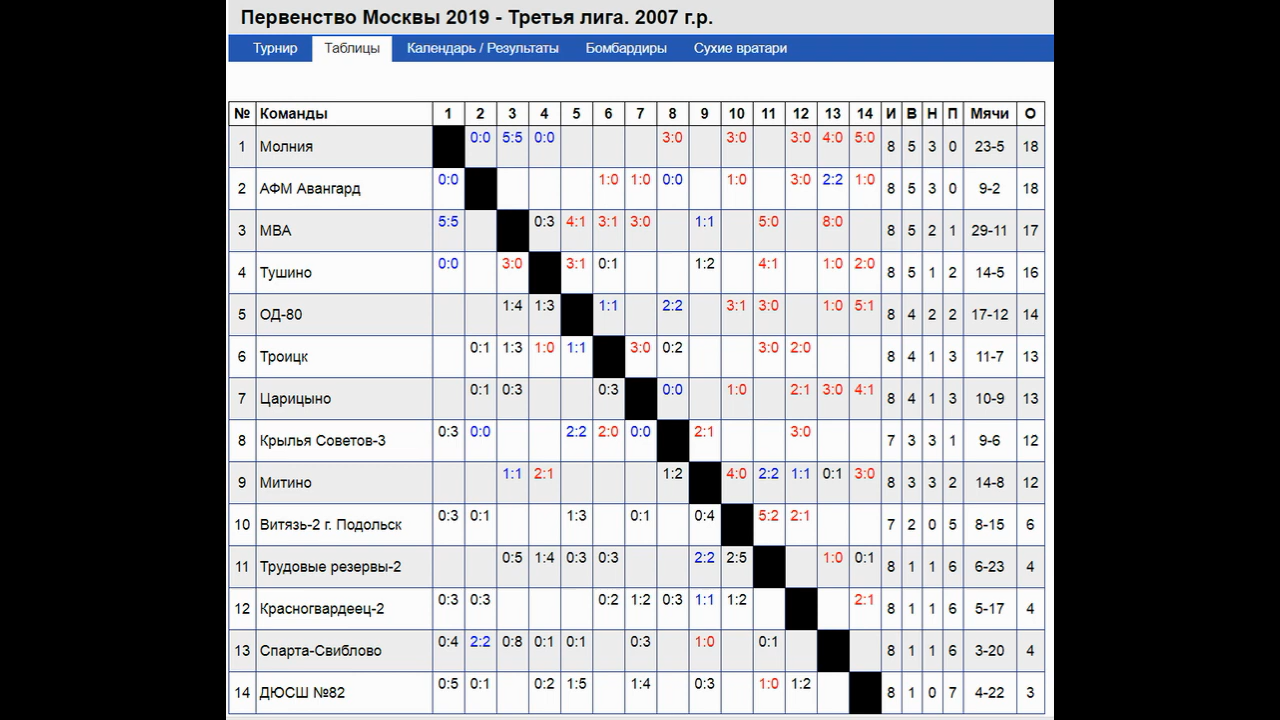 Первенство Москвы 2019 - Третья лига. 2007 г.р.
Турнир Таблицы Календарь / Результаты Бомбардиры Сухие вратари
№ Команды 1 2 3 4 5 6 7 8 9 10 11 12 13 14 И В Н П Мячи О
1 Молния 0:0 5:5 0:0 3:0 3:0 3:0 4:0 5:0 8 5 3 0 23-5 18
2 АФМ Авангард 0:0 1:0 1:0 0:0 1:0 3:0 2:2 1:0 8 5 3 0 9-2 18
3 МВА 5:5 0:3 4:1 3:1 3:0 1:1 5:0 8:0 8 5 2 1 29-11 17
4 Тушино 0:0 3:0 3:1 0:1 1:2 4:1 1:0 2:0 8 5 1 2 14-5 16
5 ОД-80 1:4 1:3 1:1 2:2 3:1 3:0 1:0 5:1 8 4 2 2 17-12 14
6 Троицк 0:1 1:3 1:0 1:1 3:0 0:2 3:0 2:0 8 4 1 3 11-7 13
7 Царицыно 0:1 0:3 0:3 0:0 1:0 2:1 3:0 4:1 8 4 1 3 10-9 13
8 Крылья Советов-3 0:3 0:0 2:2 2:0 0:0 2:1 3:0 7 3 3 1 9-6 12
9 Митино 1:1 2:1 1:2 4:0 2:2 1:1 0:1 3:0 8 3 3 2 14-8 12
10 Витязь-2 г. Подольск 0:3 0:1 1:3 0:1 0:4 5:2 2:1 7 2 0 5 8-15 6
11 Трудовые резервы-2 0:5 1:4 0:3 0:3 2:2 2:5 1:0 0:1 8 1 1 6 6-23 4
12 Красногвардеец-2 0:3 0:3 0:2 1:2 0:3 1:1 1:2 2:1 8 1 1 6 5-17 4
13 Спарта-Свиблово 0:4 2:2 0:8 0:1 0:1 0:3 1:0 0:1 8 1 1 6 3-20 4
14 ДЮСШ №82 0:5 0:1 0:2 1:5 1:4 0:3 1:0 1:2 8 1 0 7 4-22 3